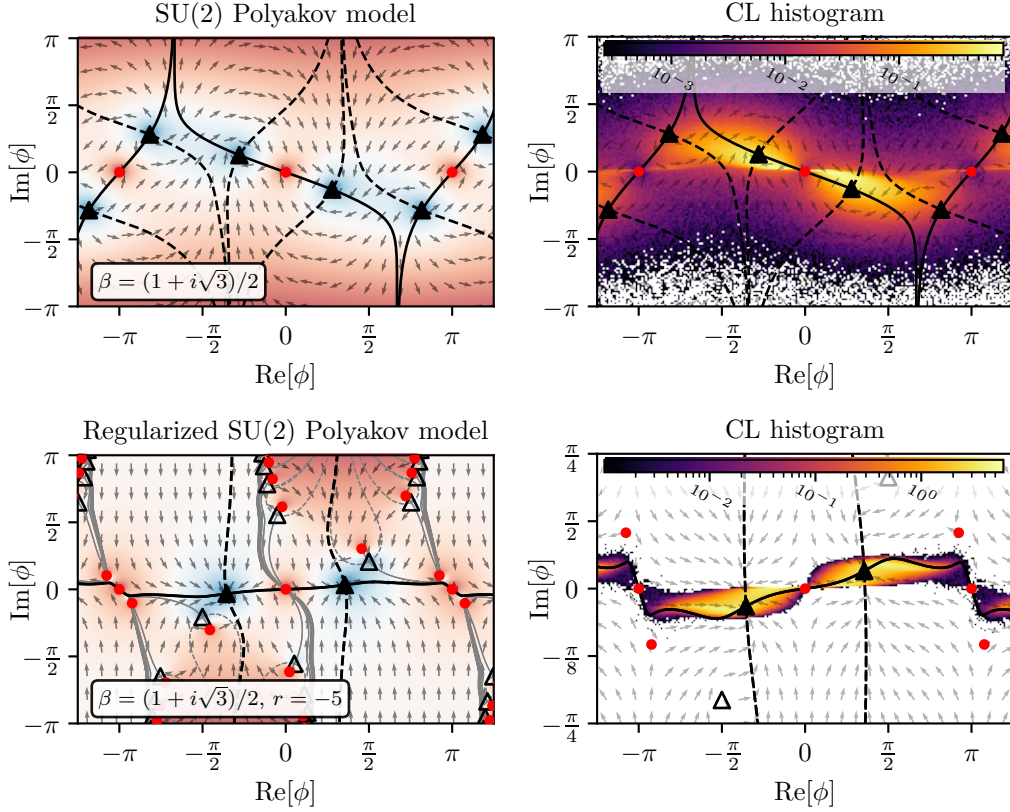 SU(2) Polyakov model
CL histogram
Im[ϕ]
π
π/2
0
−π/2
−π
β = (1 + i√3)/2
−π
−π/2
0
π/2
π
Re[ϕ]
Im[ϕ]
π
π/2
0
−π/2
−π
10⁻³
10⁻²
10⁻¹
−π
−π/2
0
π/2
π
Re[ϕ]
Regularized SU(2) Polyakov model
CL histogram
Im[ϕ]
π
π/2
0
−π/2
−π
β = (1 + i√3)/2, r = −5
−π
−π/2
0
π/2
π
Re[ϕ]
Im[ϕ]
π/4
π/2
0
−π/8
−π/4
10⁻²
10⁻¹
10⁰
−π
−π/2
0
π/2
π
Re[ϕ]